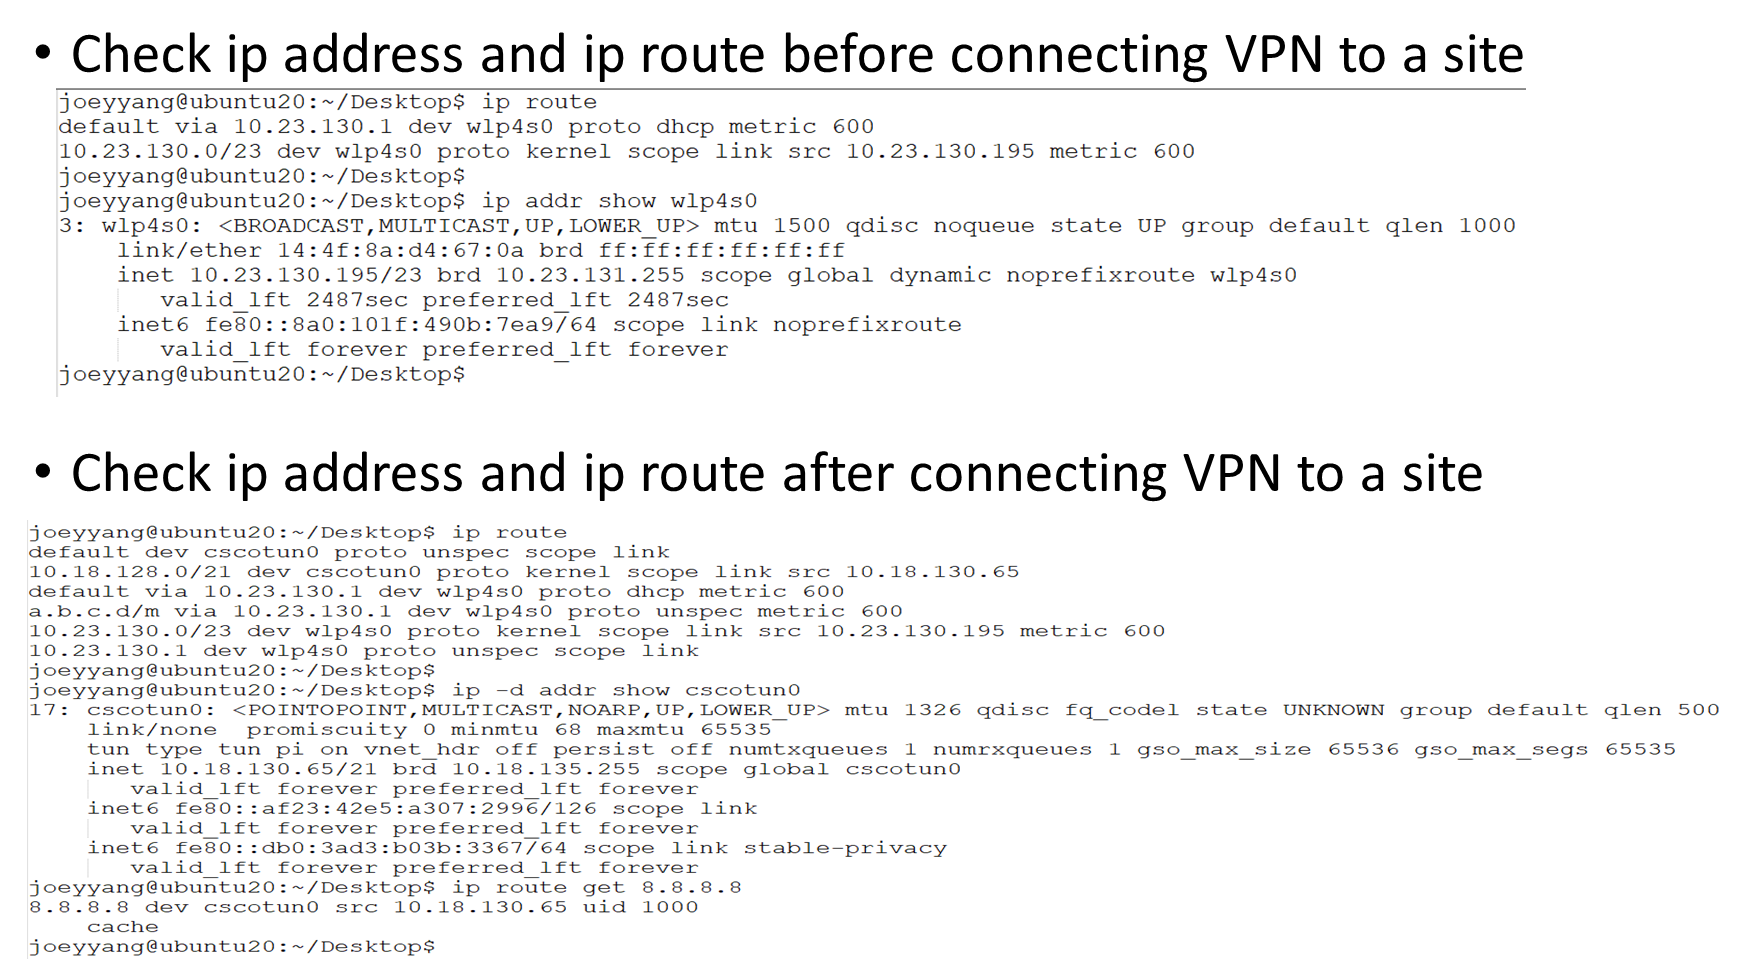 • Check ip address and ip route before connecting VPN to a site
joeyyang@ubuntu20:~/Desktop$ ip route
default via 10.23.130.1 dev wlp4s0 proto dhcp metric 600
10.23.130.0/23 dev wlp4s0 proto kernel scope link src 10.23.130.195 metric 600
joeyyang@ubuntu20:~/Desktop$
joeyyang@ubuntu20:~/Desktop$ ip addr show wlp4s0
3: wlp4s0: <BROADCAST,MULTICAST,UP,LOWER_UP> mtu 1500 qdisc noqueue state UP group default qlen 1000
link/ether 14:4f:8a:d4:67:0a brd ff:ff:ff:ff:ff:ff
inet 10.23.130.195/23 brd 10.23.131.255 scope global dynamic noprefixroute wlp4s0
valid_lft 2487sec preferred_lft 2487sec
inet6 fe80::8a0:101f:490b:7ea9/64 scope link noprefixroute
valid_lft forever preferred_lft forever
joeyyang@ubuntu20:~/Desktop$
• Check ip address and ip route after connecting VPN to a site
joeyyang@ubuntu20:~/Desktop$ ip route
default dev cscotun0 proto unspec scope link
10.18.128.0/21 dev cscotun0 proto kernel scope link src 10.18.130.65
default via 10.23.130.1 dev wlp4s0 proto dhcp metric 600
a.b.c.d/m via 10.23.130.1 dev wlp4s0 proto unspec metric 600
10.23.130.0/23 dev wlp4s0 proto kernel scope link src 10.23.130.195 metric 600
10.23.130.1 dev wlp4s0 proto unspec scope link
joeyyang@ubuntu20:~/Desktop$
joeyyang@ubuntu20:~/Desktop$ ip -d addr show cscotun0
17: cscotun0: <POINTOPOINT,MULTICAST,NOARP,UP,LOWER_UP> mtu 1326 qdisc fq_codel state UNKNOWN group default qlen 500
link/none  promiscuity 0 minmtu 68 maxmtu 65535
tun type tun pi on vnet_hdr off persist off numtxqueues 1 numrxqueues 1 gso_max_size 65536 gso_max_segs 65535
inet 10.18.130.65/21 brd 10.18.135.255 scope global cscotun0
valid_lft forever preferred_lft forever
inet6 fe80::af23:42e5:a307:2996/126 scope link
valid_lft forever preferred_lft forever
inet6 fe80::db0:3ad3:b03b:3367/64 scope link stable-privacy
valid_lft forever preferred_lft forever
joeyyang@ubuntu20:~/Desktop$ ip route get 8.8.8.8
8.8.8.8 dev cscotun0 src 10.18.130.65 uid 1000
cache
joeyyang@ubuntu20:~/Desktop$